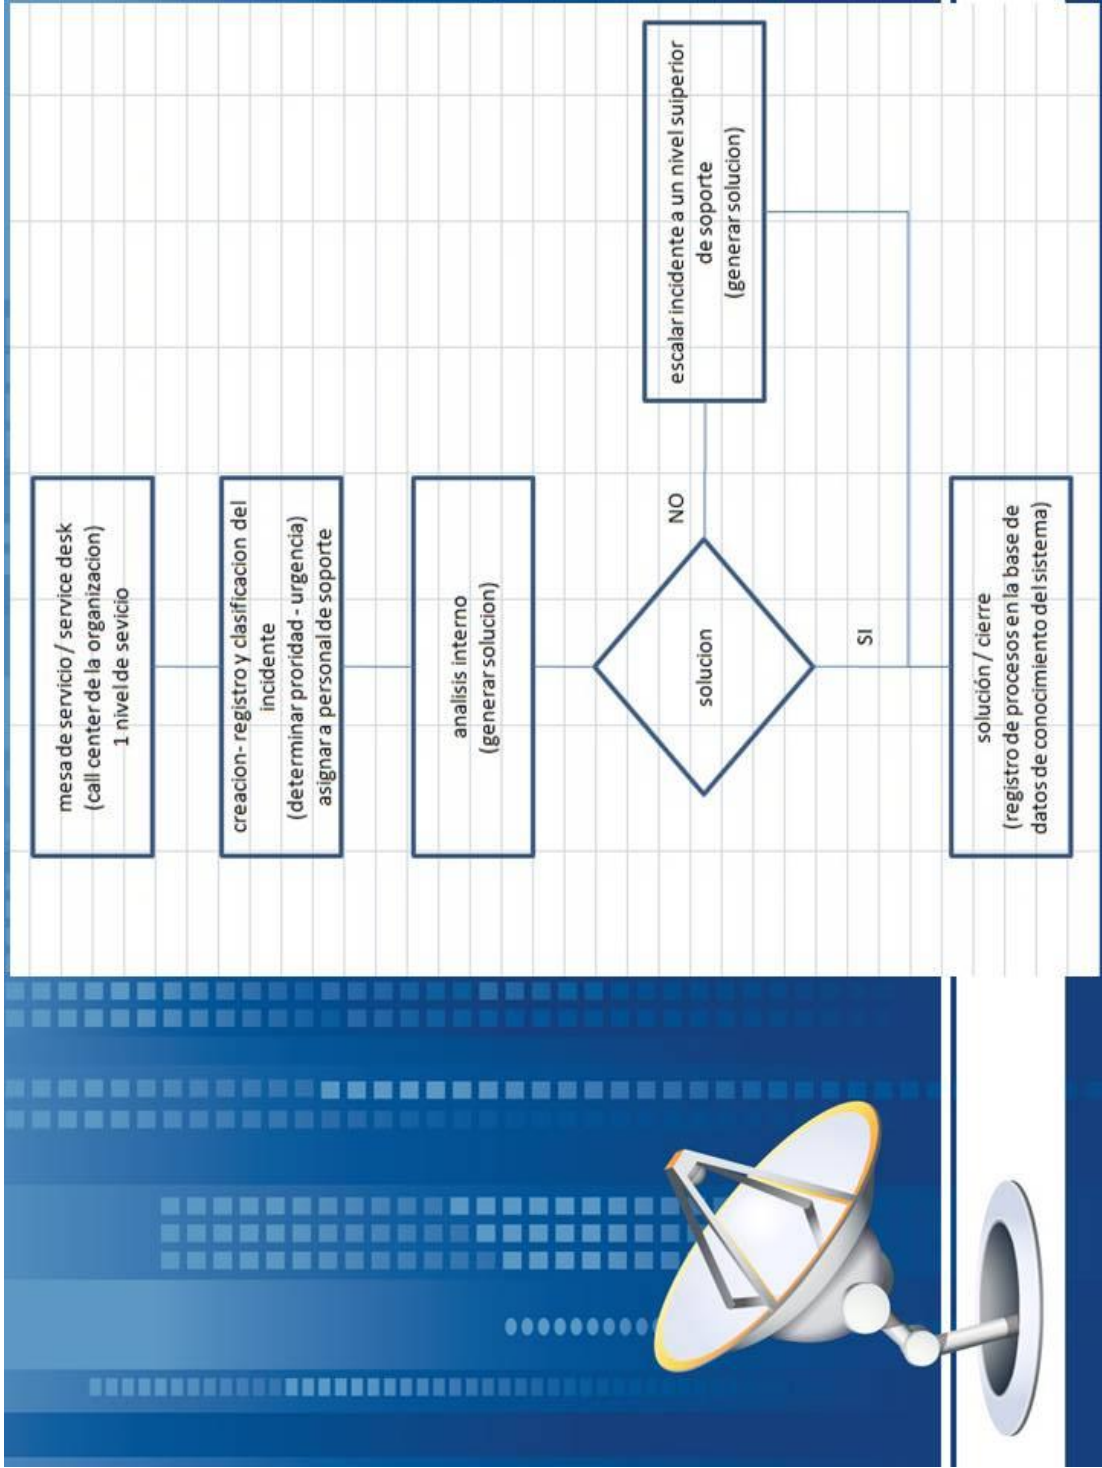 mesa de servicio / service desk
(call center de la organizacion)
1 nivel de sevicio
creacion- registro y clasificacion del
incidente
(determinar proridad - urgencia)
asignar a personal de soporte
analisis interno
(generar solucion)
solucion
NO
escalar incidente a un nivel suiperior
de soporte
(generar solucion)
SI
solución / cierre
(registro de procesos en la base de
datos de conocimiento del sistema)